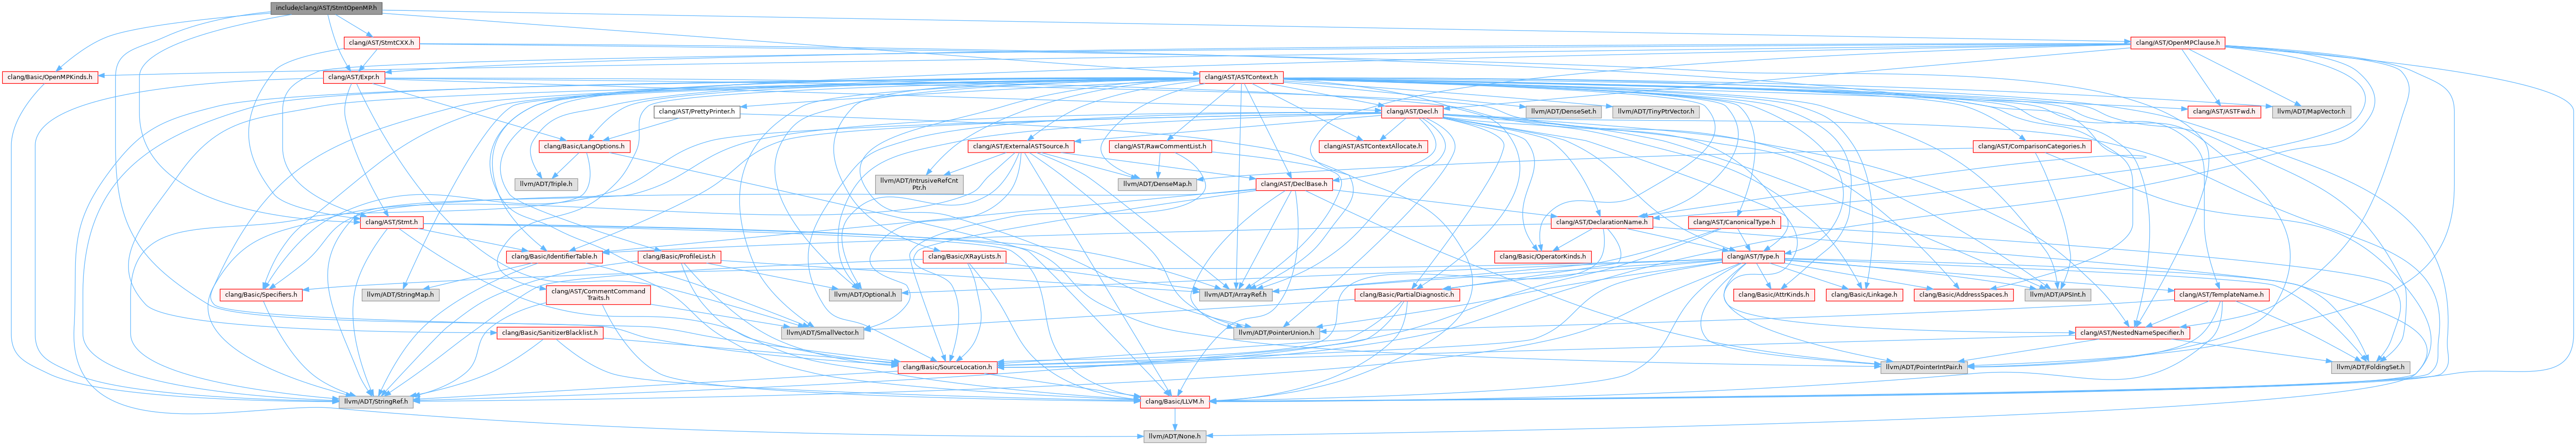 include/clang/AST/StmtOpenMP.h
clang/AST/StmtCXX.h
clang/AST/OpenMPClause.h
clang/Basic/OpenMPKinds.h
clang/AST/Expr.h
clang/AST/ASTContext.h
clang/AST/PrettyPrinter.h
clang/AST/Decl.h
llvm/ADT/DenseSet.h
llvm/ADT/TinyPtrVector.h
clang/AST/ASTFwd.h
llvm/ADT/MapVector.h
clang/Basic/LangOptions.h
clang/AST/ExternalASTSource.h
clang/AST/RawCommentList.h
clang/AST/ASTContextAllocate.h
clang/AST/ComparisonCategories.h
llvm/ADT/Triple.h
llvm/ADT/IntrusiveRefCnt
Ptr.h
llvm/ADT/DenseMap.h
clang/AST/DeclBase.h
clang/AST/Stmt.h
clang/AST/DeclarationName.h
clang/AST/CanonicalType.h
clang/Basic/IdentifierTable.h
clang/Basic/ProfileList.h
clang/Basic/XRayLists.h
clang/Basic/OperatorKinds.h
clang/AST/Type.h
clang/Basic/Specifiers.h
llvm/ADT/StringMap.h
clang/AST/CommentCommand
Traits.h
llvm/ADT/Optional.h
llvm/ADT/ArrayRef.h
clang/Basic/PartialDiagnostic.h
clang/Basic/AttrKinds.h
clang/Basic/Linkage.h
clang/Basic/AddressSpaces.h
llvm/ADT/APSInt.h
clang/AST/TemplateName.h
clang/Basic/SanitizerBlacklist.h
llvm/ADT/SmallVector.h
llvm/ADT/PointerUnion.h
clang/AST/NestedNameSpecifier.h
clang/Basic/SourceLocation.h
llvm/ADT/PointerIntPair.h
llvm/ADT/FoldingSet.h
llvm/ADT/StringRef.h
clang/Basic/LLVM.h
llvm/ADT/None.h